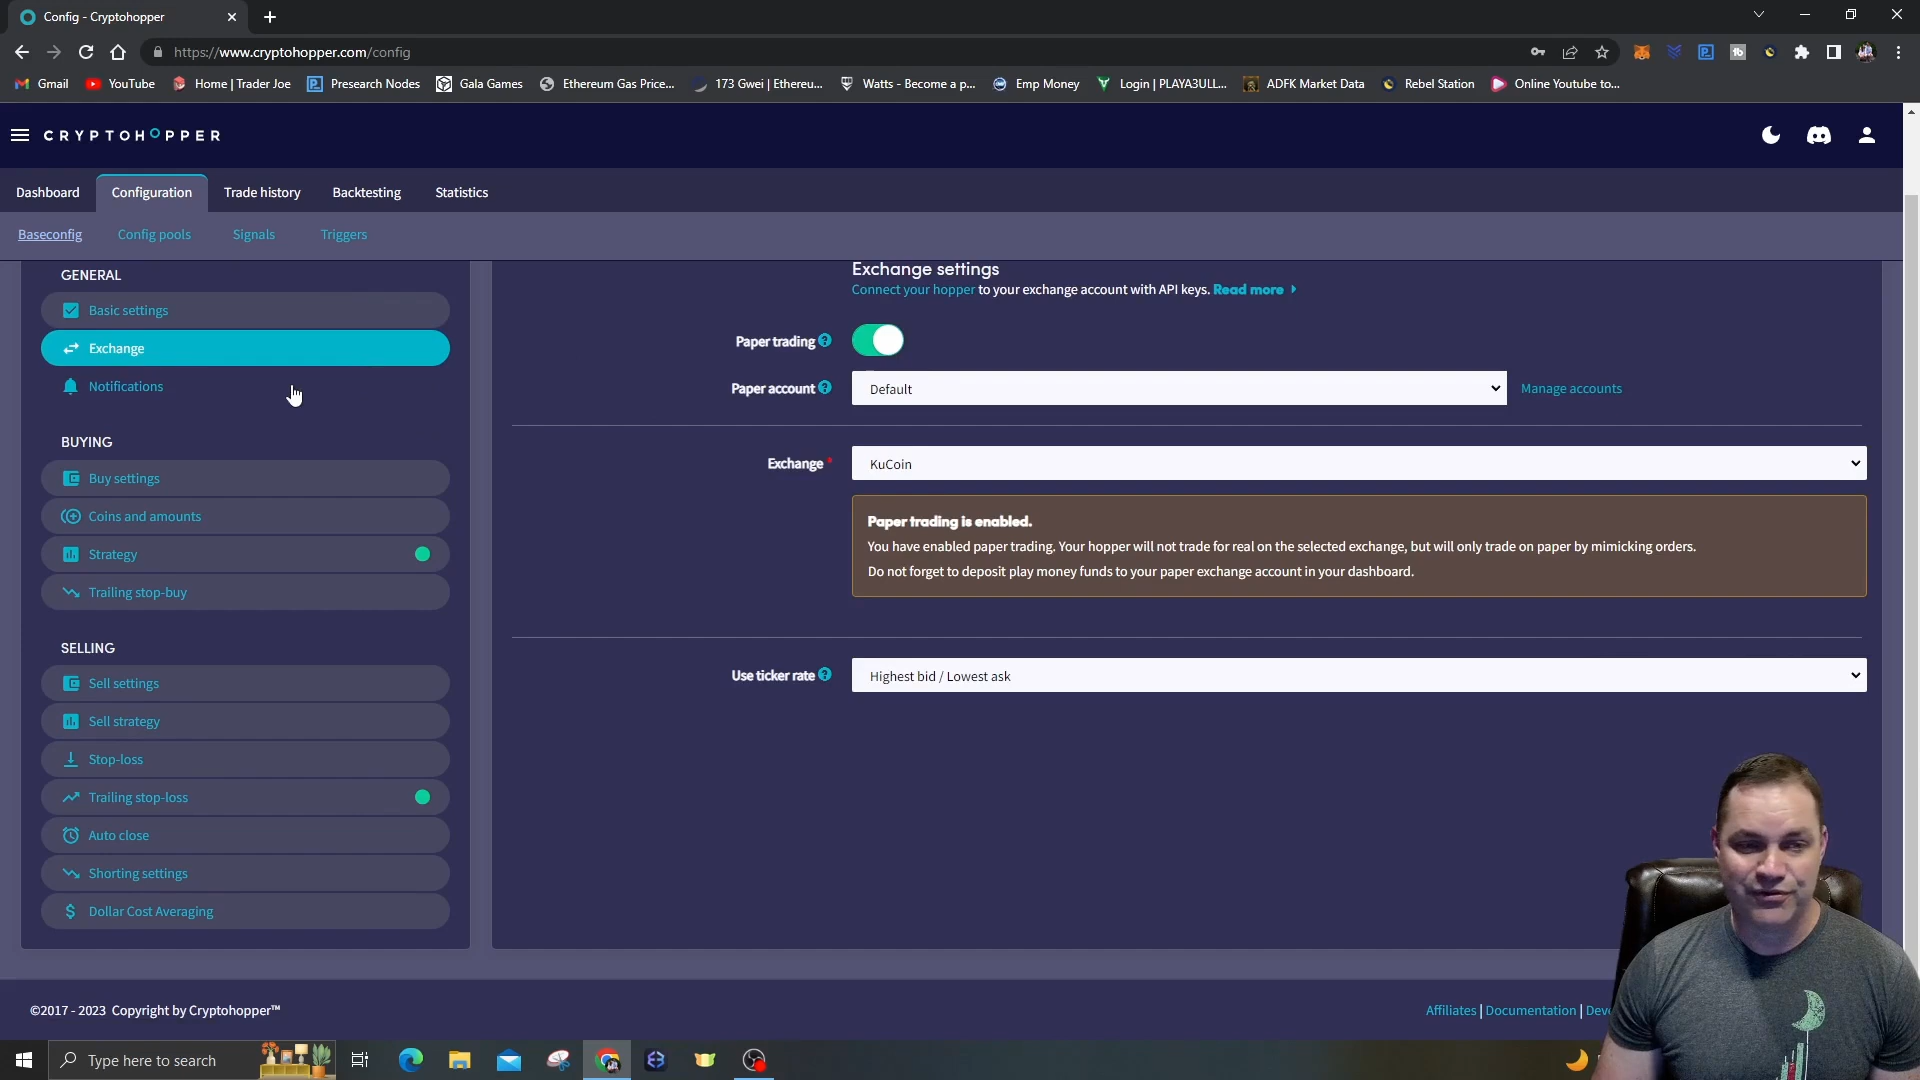 Config - Cryptohopper
https://www.cryptohopper.com/config
Gmail YouTube Home | Trader Joe Presearch Nodes Gala Games Ethereum Gas Price... 173 Gwei | Ethereu... Watts - Become a p... Emp Money Login | PLAYA3ULL... ADFK Market Data Rebel Station Online Youtube to...
CRYPTOHOPPER
Dashboard Configuration Trade history Backtesting Statistics
Baseconfig Config pools Signals Triggers
GENERAL
Basic settings
Exchange
Notifications
BUYING
Buy settings
Coins and amounts
Strategy
Trailing stop-buy
SELLING
Sell settings
Sell strategy
Stop-loss
Trailing stop-loss
Auto close
Shorting settings
Dollar Cost Averaging
Exchange settings
Connect your hopper to your exchange account with API keys. Read more
Paper trading
Paper account Default Manage accounts
Exchange * KuCoin
Paper trading is enabled.
You have enabled paper trading. Your hopper will not trade for real on the selected exchange, but will only trade on paper by mimicking orders.
Do not forget to deposit play money funds to your paper exchange account in your dashboard.
Use ticker rate Highest bid / Lowest ask
©2017 - 2023 Copyright by Cryptohopper™
Affiliates | Documentation | Dev
Type here to search